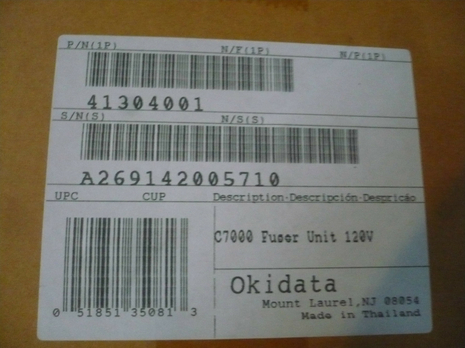 P/N(1P) N/F(1P) N/P(1P)
41304001
S/N(S) N/S(S)
A269142005710
UPC CUP Description-Descripción-Desprição
C7000 Fuser Unit 120V
Okidata
Mount Laurel,NJ 08054
Made in Thailand
0 51851 35081 3